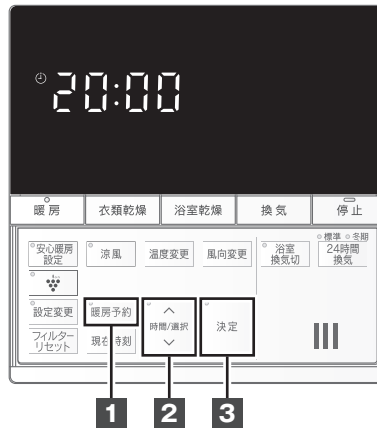 20:00
暖房 衣類乾燥 浴室乾燥 換気 停止
標準 冬期
安心暖房
設定
涼風 温度変更 風向変更
浴室
換気切
24時間
換気
設定変更 暖房予約 時間/選択 決定
フィルター
リセット
現在時刻
1 2 3